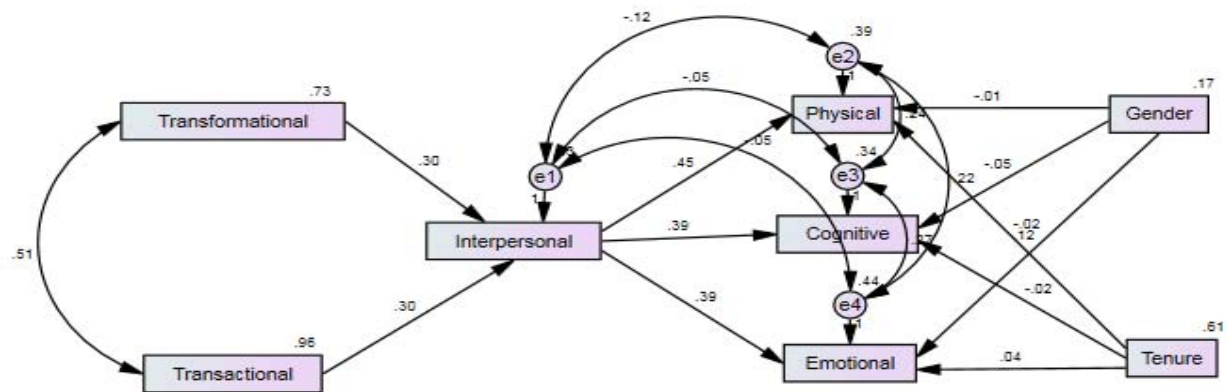 -.12
.39
e2
1
.17
.73
-.05
Transformational
Physical
-.01
Gender
.24
-.05
.34
.30
e1
.45
e3
-.05
1
1
.22
Interpersonal
.39
Cognitive
-.02
.12
.51
.37
.44
-.02
.30
.39
e4
1
.61
.96
Emotional
.04
Tenure
Transactional